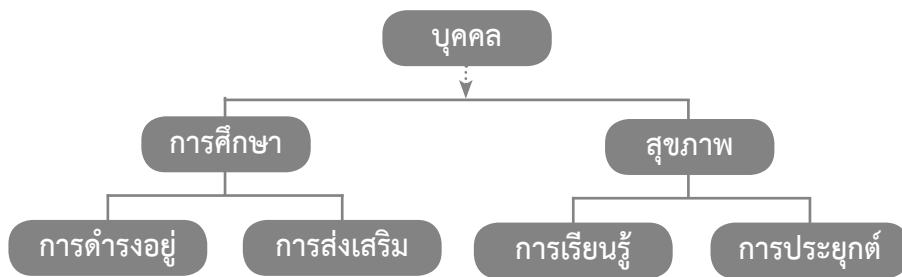 บุคคล
การศึกษา
สุขภาพ
การดำรงอยู่
การส่งเสริม
การเรียนรู้
การประยุกต์